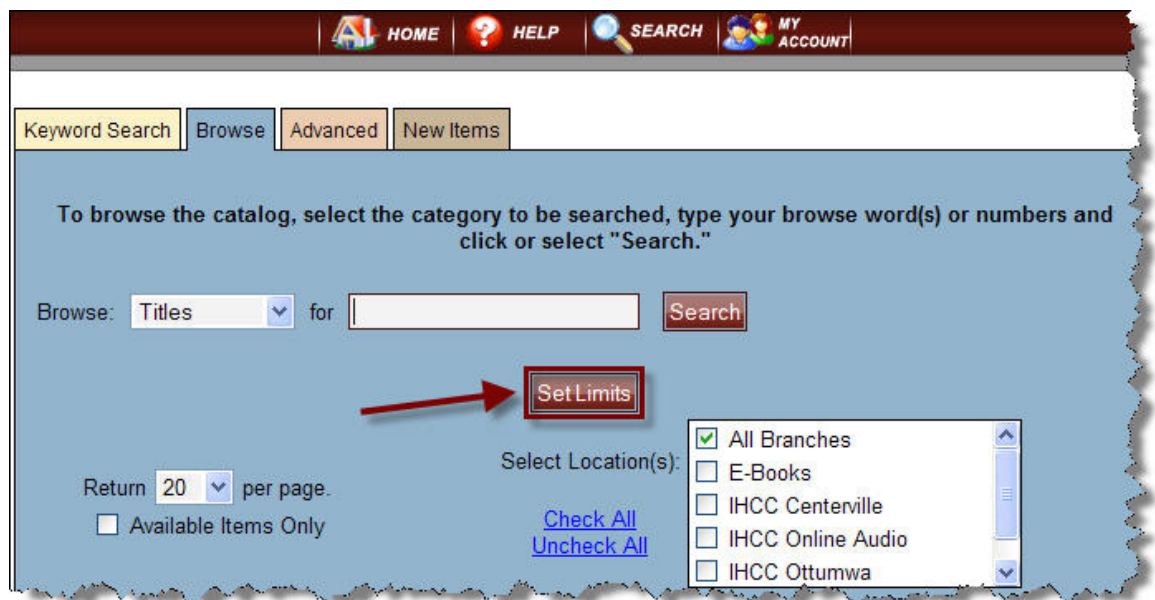 HOME HELP SEARCH MY ACCOUNT
Keyword Search Browse Advanced New Items
To browse the catalog, select the category to be searched, type your browse word(s) or numbers and
click or select "Search."
Browse: Titles for Search
Set Limits
All Branches
Select Location(s):
E-Books
Return 20 per page.
IHCC Centerville
Available Items Only
Check All
IHCC Online Audio
Uncheck All
IHCC Ottumwa